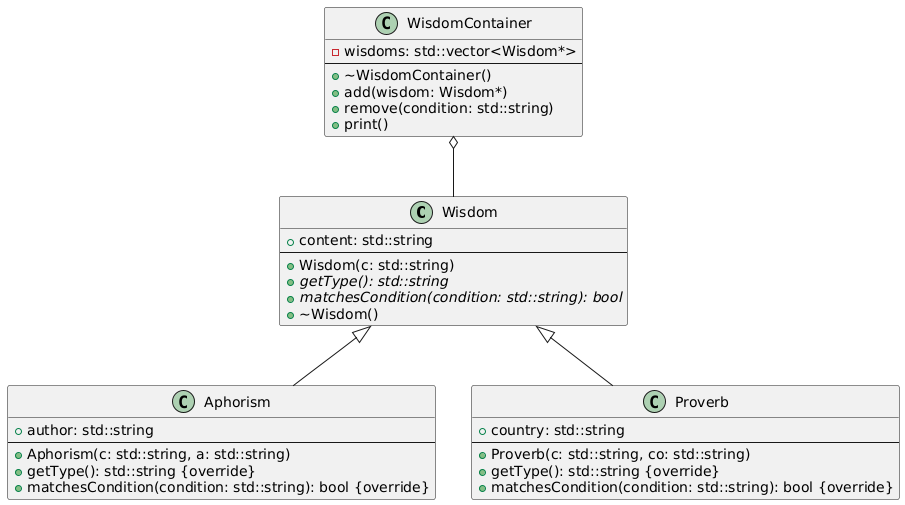 C WisdomContainer
wisdoms: std::vector<Wisdom*>
~WisdomContainer()
add(wisdom: Wisdom*)
remove(condition: std::string)
print()
C Wisdom
content: std::string
Wisdom(c: std::string)
getType(): std::string
matchesCondition(condition: std::string): bool
~Wisdom()
C Aphorism
author: std::string
Aphorism(c: std::string, a: std::string)
getType(): std::string {override}
matchesCondition(condition: std::string): bool {override}
C Proverb
country: std::string
Proverb(c: std::string, co: std::string)
getType(): std::string {override}
matchesCondition(condition: std::string): bool {override}